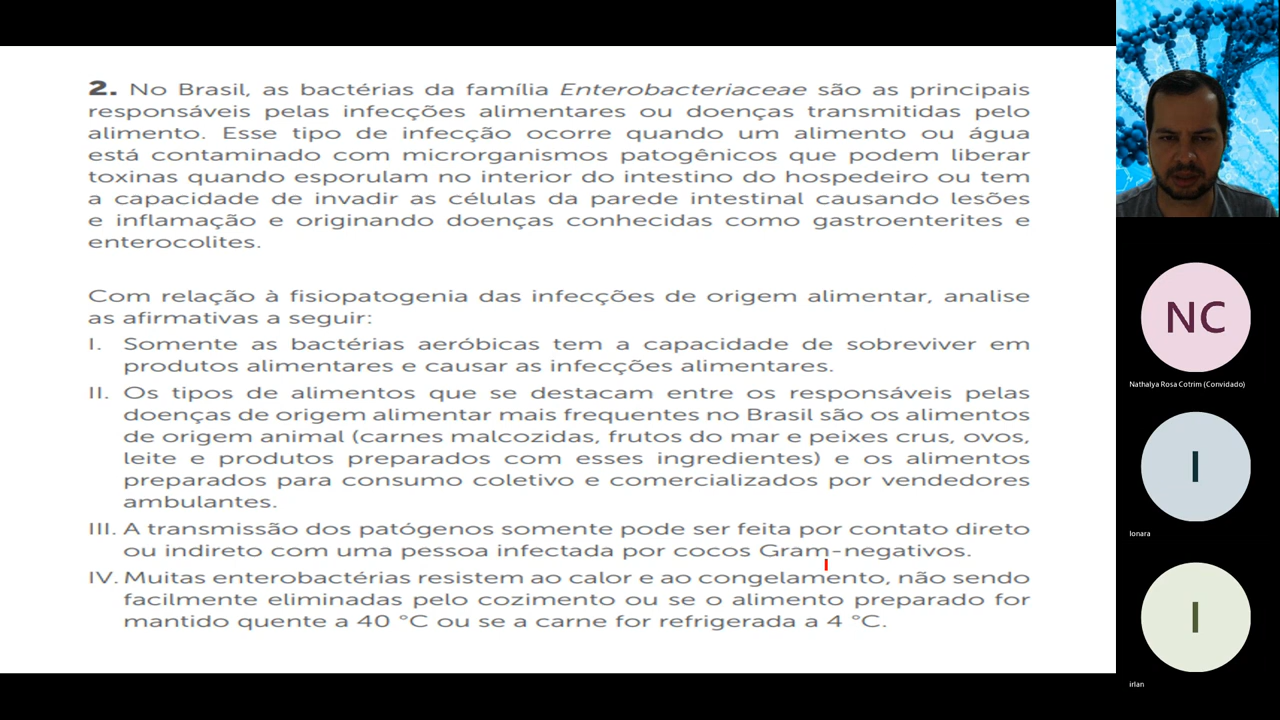 2. No Brasil, as bactérias da família Enterobacteriaceae são as principais
responsáveis pelas infecções alimentares ou doenças transmitidas pelo
alimento. Esse tipo de infecção ocorre quando um alimento ou água
está contaminado com microrganismos patogênicos que podem liberar
toxinas quando esporulam no interior do intestino do hospedeiro ou tem
a capacidade de invadir as células da parede intestinal causando lesões
e inflamação e originando doenças conhecidas como gastroenterites e
enterocolites.
Com relação à fisiopatogenia das infecções de origem alimentar, analise
as afirmativas a seguir:
I. Somente as bactérias aeróbicas tem a capacidade de sobreviver em
produtos alimentares e causar as infecções alimentares.
II. Os tipos de alimentos que se destacam entre os responsáveis pelas
doenças de origem alimentar mais frequentes no Brasil são os alimentos
de origem animal (carnes malcozidas, frutos do mar e peixes crus, ovos,
leite e produtos preparados com esses ingredientes) e os alimentos
preparados para consumo coletivo e comercializados por vendedores
ambulantes.
III. A transmissão dos patógenos somente pode ser feita por contato direto
ou indireto com uma pessoa infectada por cocos Gram-negativos.
IV. Muitas enterobactérias resistem ao calor e ao congelamento, não sendo
facilmente eliminadas pelo cozimento ou se o alimento preparado for
mantido quente a 40 °C ou se a carne for refrigerada a 4 °C.
NC
Nathalya Rosa Cotrim (Convidado)
I
Ionara
I
irlan